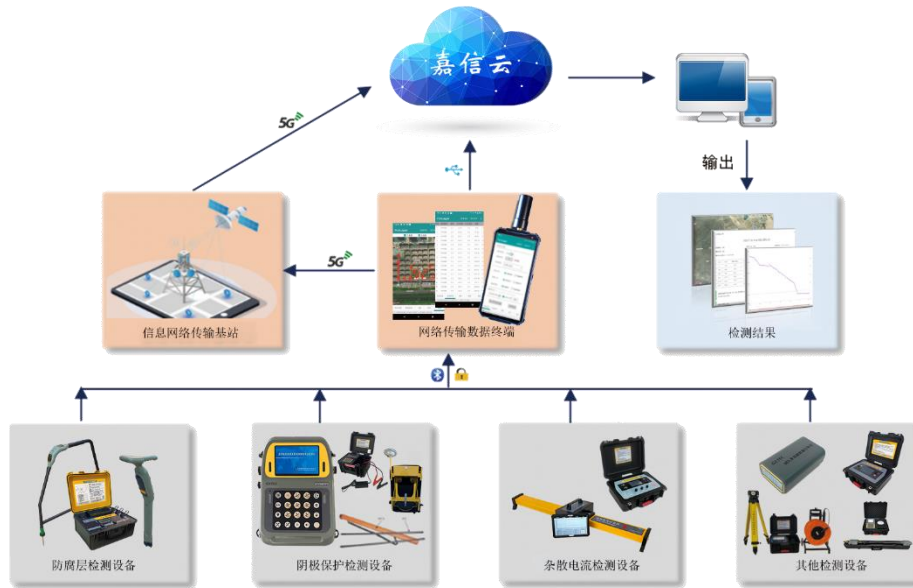 嘉信云
5G
输出
5G
信息网络传输基站
网络传输数据终端
检测结果
防腐层检测设备
阴极保护检测设备
杂散电流检测设备
其他检测设备